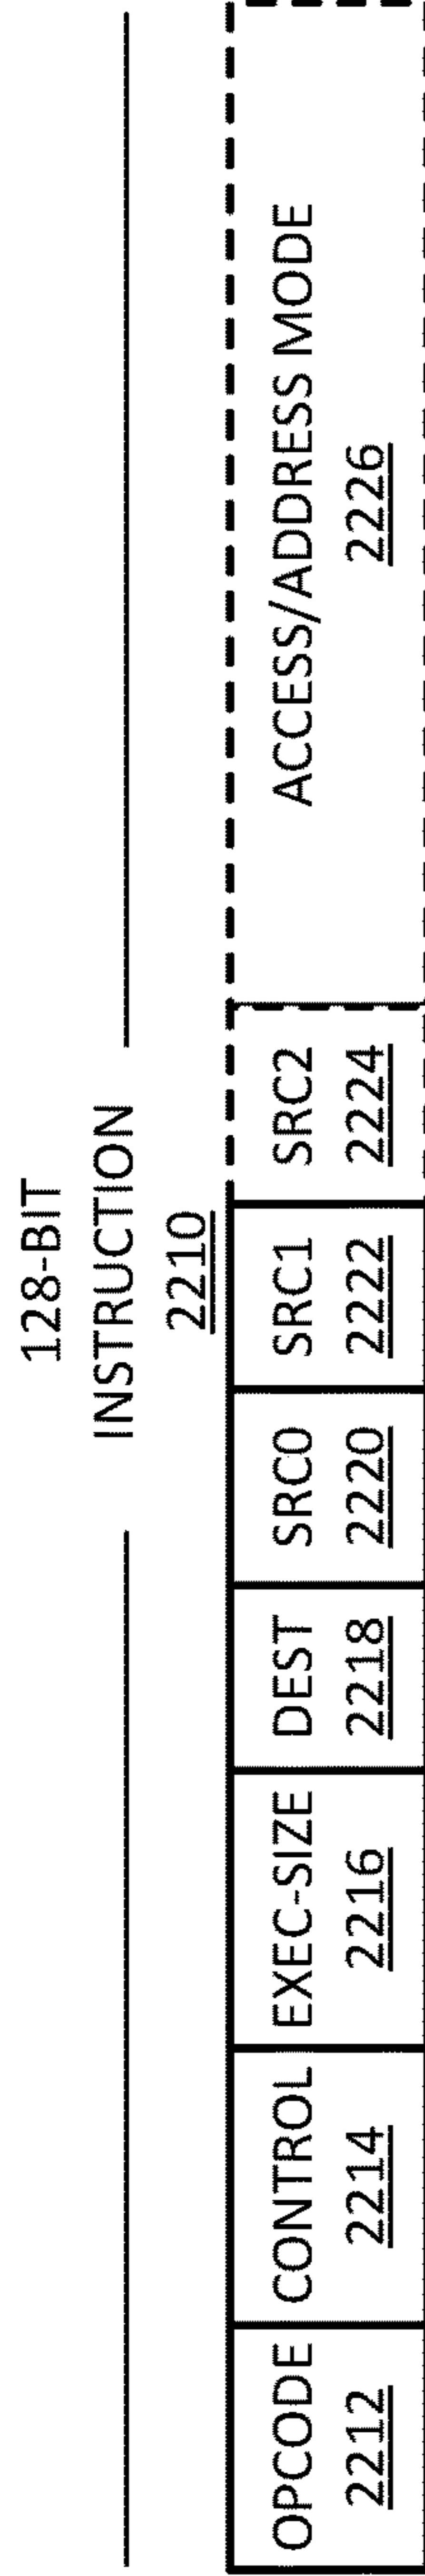 128-BIT
INSTRUCTION
2210
OPCODE
2212
CONTROL
2214
EXEC-SIZE
2216
DEST
2218
SRC0
2220
SRC1
2222
SRC2
2224
ACCESS/ADDRESS MODE
2226